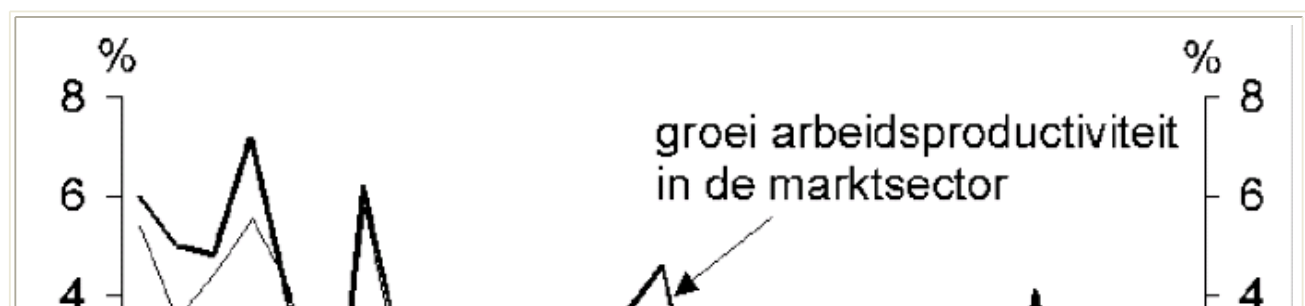 % %
8 8
groei arbeidsproductiviteit
in de marktsector
6 6
4 4